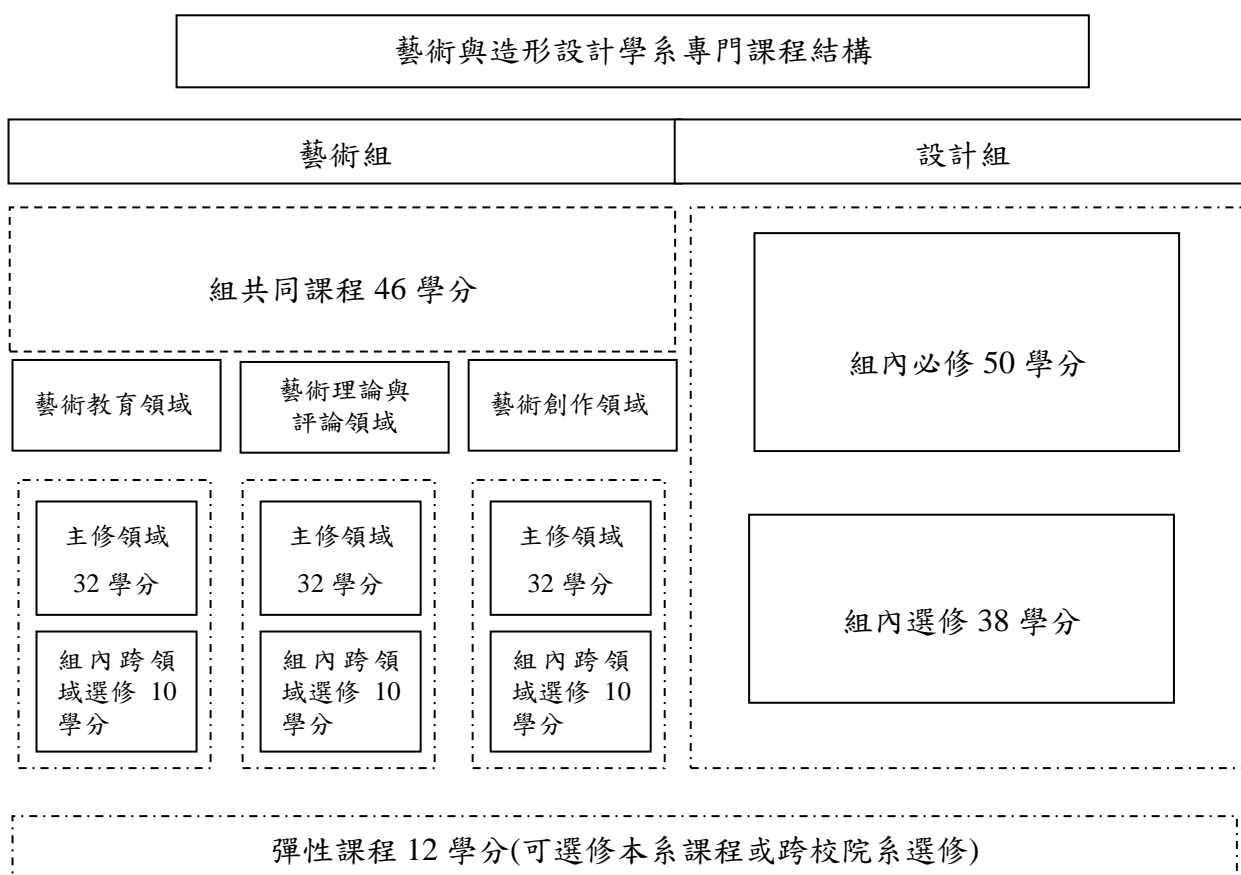 藝術與造形設計學系專門課程結構
藝術組
設計組
組共同課程 46 學分
組內必修 50 學分
藝術教育領域
藝術理論與
評論領域
藝術創作領域
主修領域
32 學分
主修領域
32 學分
主修領域
32 學分
組內選修 38 學分
組內跨領
域選修 10
學分
組內跨領
域選修 10
學分
組內跨領
域選修 10
學分
彈性課程 12 學分(可選修本系課程或跨校院系選修)